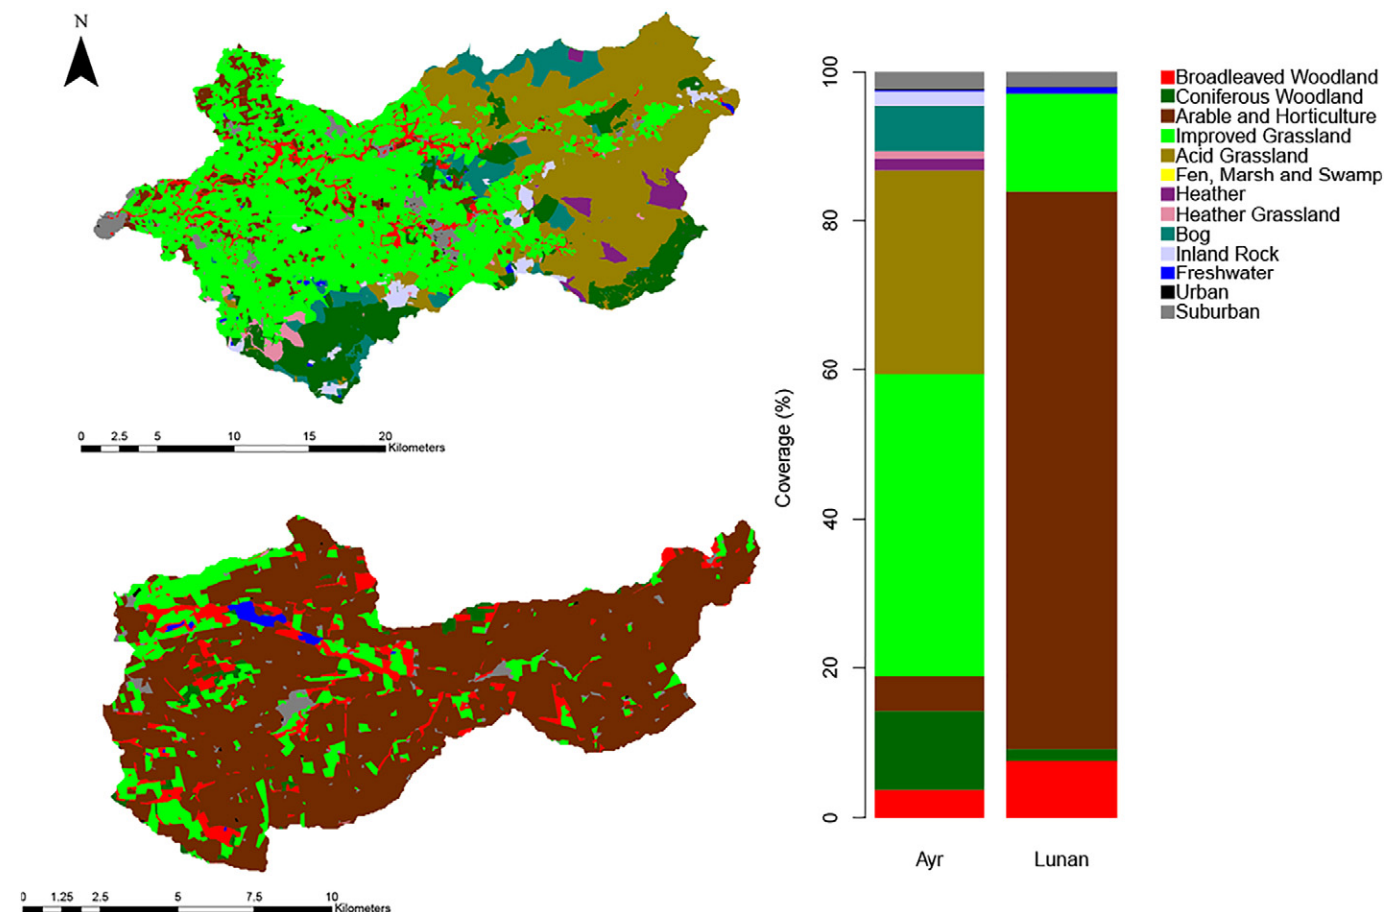 N
0 2.5 5 10 15 20
Kilometers
0 1.25 2.5 5 7.5 10
Kilometers
Coverage (%)
100
80
60
40
20
0
Ayr Lunan
Broadleaved Woodland
Coniferous Woodland
Arable and Horticulture
Improved Grassland
Acid Grassland
Fen, Marsh and Swamp
Heather
Heather Grassland
Bog
Inland Rock
Freshwater
Urban
Suburban